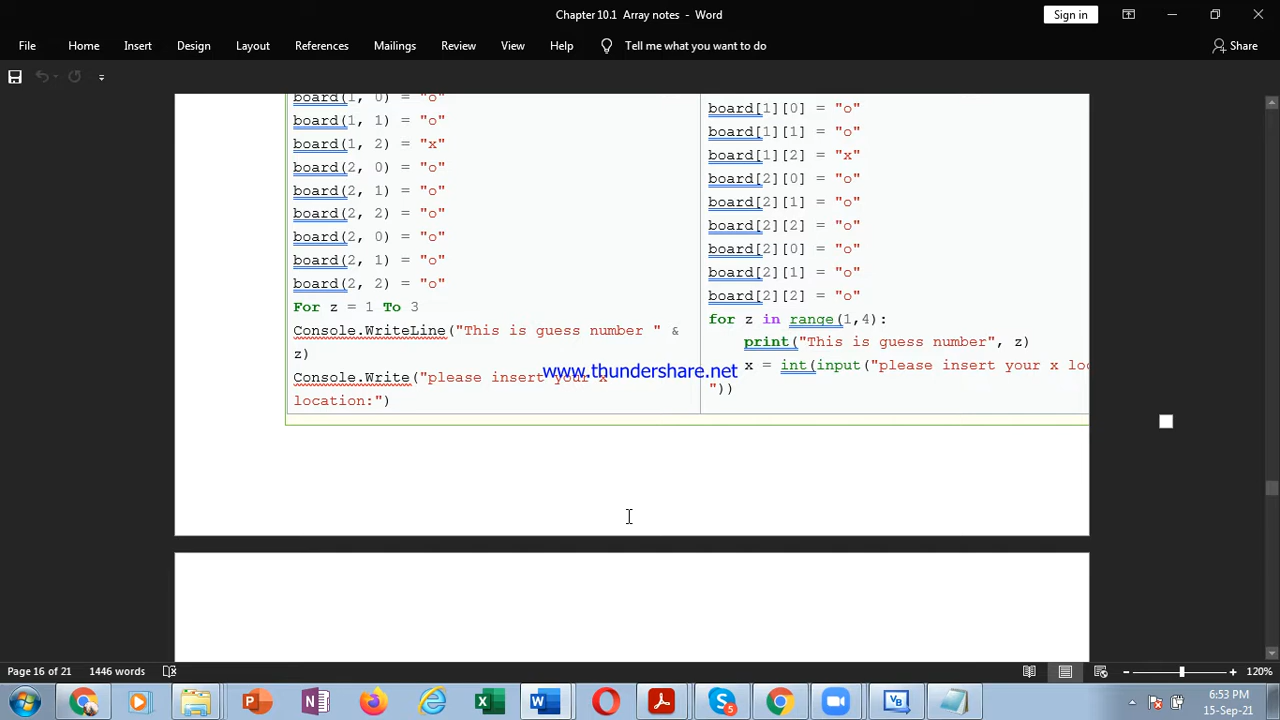 Chapter 10.1 Array notes - Word
Sign in
File Home Insert Design Layout References Mailings Review View Help Tell me what you want to do Share
board(1, 0) = "o"
board(1, 1) = "o"
board(1, 2) = "x"
board(2, 0) = "o"
board(2, 1) = "o"
board(2, 2) = "o"
board(2, 0) = "o"
board(2, 1) = "o"
board(2, 2) = "o"
For z = 1 To 3
Console.WriteLine("This is guess number " &
z)
Console.Write("please insert your x
location:")
board[1][0] = "o"
board[1][1] = "o"
board[1][2] = "x"
board[2][0] = "o"
board[2][1] = "o"
board[2][2] = "o"
board[2][0] = "o"
board[2][1] = "o"
board[2][2] = "o"
for z in range(1,4):
print("This is guess number", z)
x = int(input("please insert your x loc
"))
www.thundershare.net
Page 16 of 21 1446 words 120%
6:53 PM
15-Sep-21